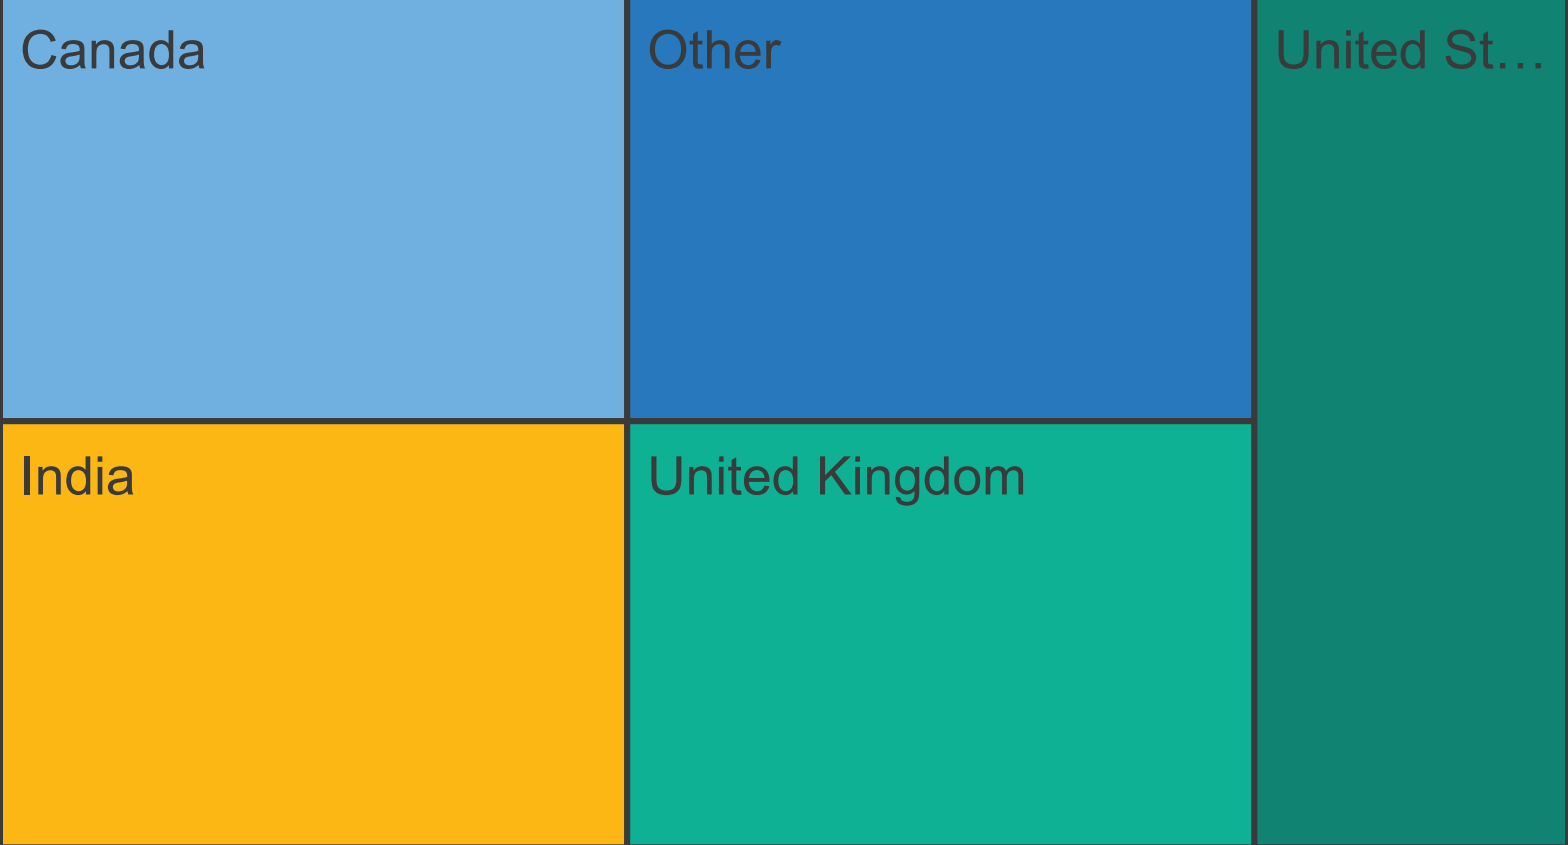 Canada
Other
United St…
India
United Kingdom